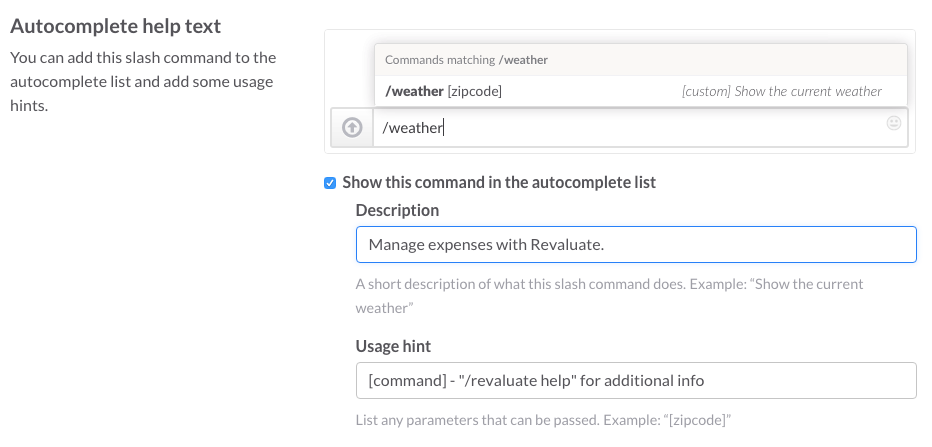 Autocomplete help text
You can add this slash command to the
autocomplete list and add some usage
hints.
Commands matching /weather
/weather [zipcode] [custom] Show the current weather
/weather
Show this command in the autocomplete list
Description
Manage expenses with Revaluate.
A short description of what this slash command does. Example: “Show the current
weather”
Usage hint
[command] - "/revaluate help" for additional info
List any parameters that can be passed. Example: “[zipcode]”